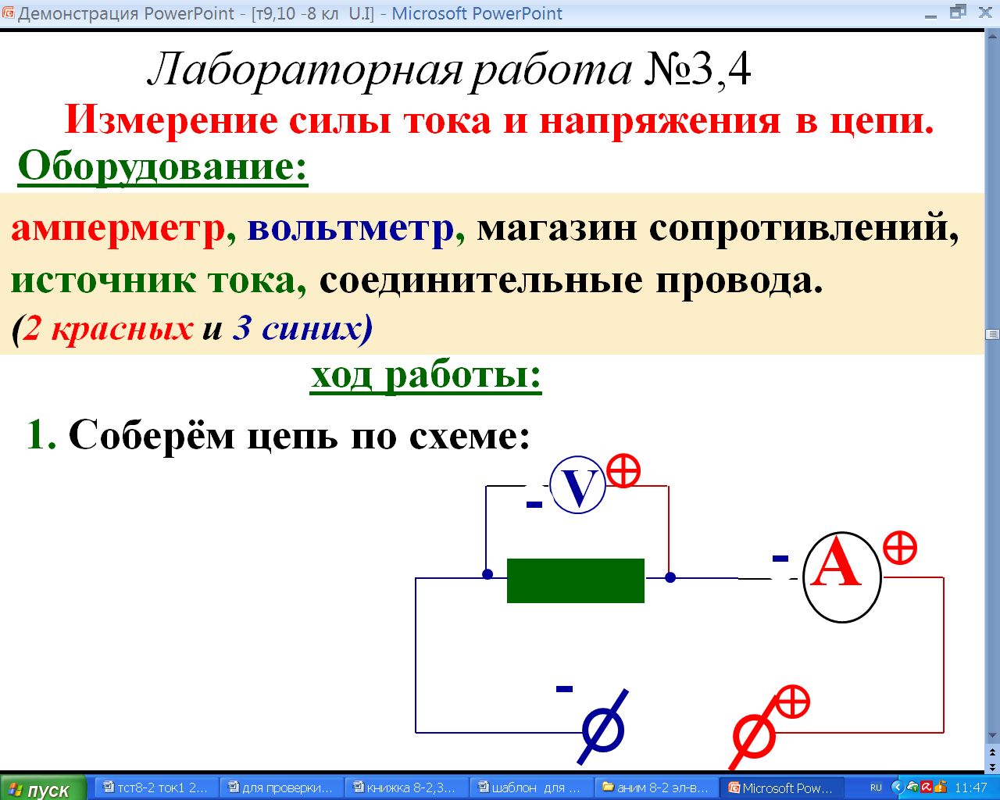 Демонстрация PowerPoint - [т9,10 -8 кл  U.I] - Microsoft PowerPoint
Лабораторная работа №3,4
Измерение силы тока и напряжения в цепи.
Оборудование:
амперметр, вольтметр, магазин сопротивлений,
источник тока, соединительные провода.
(2 красных и 3 синих)
ход работы:
1. Соберём цепь по схеме:
- V +
- A +
- +
пуск тст8-2 ток1 2... для проверки... книжка 8-2,3... шаблон для ... аним 8-2 эл-в... Microsoft Pow... RU 11:47